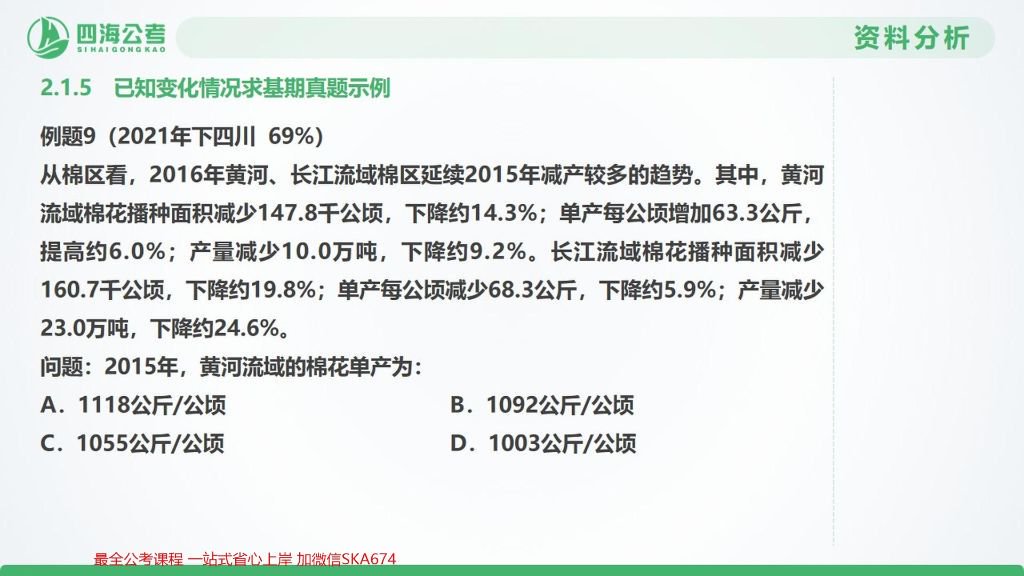 四海公考
SIHAIGONGKAO
资料分析
2.1.5 已知变化情况求基期真题示例
例题9（2021年下四川 69%）
从棉区看，2016年黄河、长江流域棉区延续2015年减产较多的趋势。其中，黄河
流域棉花播种面积减少147.8千公顷，下降约14.3%；单产每公顷增加63.3公斤，
提高约6.0%；产量减少10.0万吨，下降约9.2%。长江流域棉花播种面积减少
160.7千公顷，下降约19.8%；单产每公顷减少68.3公斤，下降约5.9%；产量减少
23.0万吨，下降约24.6%。
问题：2015年，黄河流域的棉花单产为：
A．1118公斤/公顷 B．1092公斤/公顷
C．1055公斤/公顷 D．1003公斤/公顷
最全公考课程 一站式省心上岸 加微信SKA674